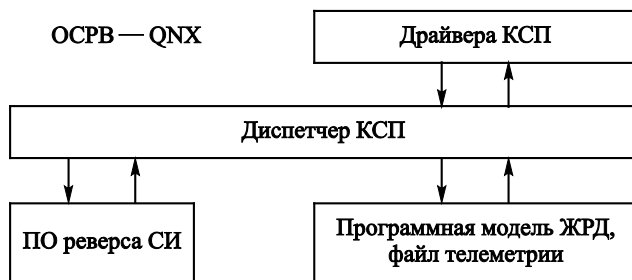 ОСРВ — QNX
Драйвера КСП
Диспетчер КСП
ПО реверса СИ
Программная модель ЖРД,
файл телеметрии